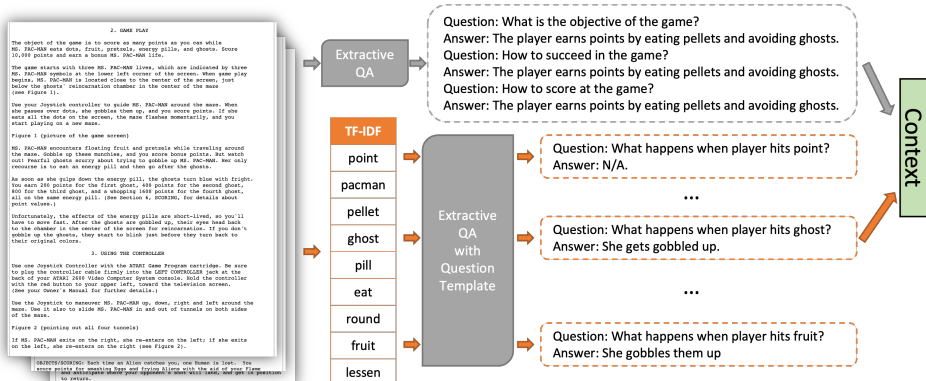 2. GAME PLAY
The object of the game is to score as many points as you can while
MS. PAC-MAN eats dots, fruit, pretzels, energy pills, and ghosts. Score
10,000 points and earn a bonus MS. PAC-MAN life.
The game starts with three MS. PAC-MAN lives, which are indicated by three
MS. PAC-MAN symbols at the lower left corner of the screen. When game play
begins, MS. PAC-MAN is located close to the center of the screen, just
below the ghosts' reincarnation chamber in the center of the maze
(see Figure 1).
Use your Joystick controller to guide MS. PAC-MAN around the maze. When
she passes over dots, she gobbles them up, and you score points. If she
eats all the dots on the screen, the maze flashes momentarily, and you
start playing on a new maze.
Figure 1 (picture of the game screen)
MS. PAC-MAN encounters floating fruit and pretzels while traveling around
the maze. Gobble up these munchies, and you score bonus points. But watch
out! Fearful ghosts scurry about trying to gobble up MS. PAC-MAN. Her only
recourse is to eat an energy pill and then go after the ghosts.
As soon as she gulps down the energy pill, the ghosts turn blue with fright.
You earn 200 points for the first ghost, 400 points for the second ghost,
800 for the third ghost, and a whopping 1600 points for the fourth ghost,
all on the same energy pill. (See Section 6, SCORING, for details about
point values.)
Unfortunately, the effects of the energy pills are short-lived, so you'll
have to move fast. After the ghosts are gobbled up, their eyes head back
to the chamber in the center of the screen for reincarnation. If you don't
gobble up the ghosts, they start to blink just before they turn back to
their original colors.
3. USING THE CONTROLLER
Use one Joystick Controller with the ATARI Game Program cartridge. Be sure
to plug the controller cable firmly into the LEFT CONTROLLER jack at the
back of your ATARI 2600 Video Computer System console. Hold the controller
with the red button to your upper left, toward the television screen.
(See your Owner's Manual for further details.)
Use the Joystick to maneuver MS. PAC-MAN up, down, right and left around the
maze. Use it also to slide MS. PAC-MAN in and out of tunnels on both sides
of the maze.
Figure 2 (pointing out all four tunnels)
If MS. PAC-MAN exits on the right, she re-enters on the left; if she exits
on the left, she re-enters on the right (see Figure 2).
OBJECTS/SCORING: Each time an Alien catches you, one Human is lost. You
score points for smashing Eggs and frying Aliens with the aid of your Flame
and anticipate where your opponent's shot will land, and get in position
to return.
Extractive
QA
Question: What is the objective of the game?
Answer: The player earns points by eating pellets and avoiding ghosts.
Question: How to succeed in the game?
Answer: The player earns points by eating pellets and avoiding ghosts.
Question: How to score at the game?
Answer: The player earns points by eating pellets and avoiding ghosts.
TF-IDF
point
pacman
pellet
ghost
pill
eat
round
fruit
lessen
Extractive
QA
with
Question
Template
Question: What happens when player hits point?
Answer: N/A.
...
Question: What happens when player hits ghost?
Answer: She gets gobbled up.
...
Question: What happens when player hits fruit?
Answer: She gobbles them up
Context